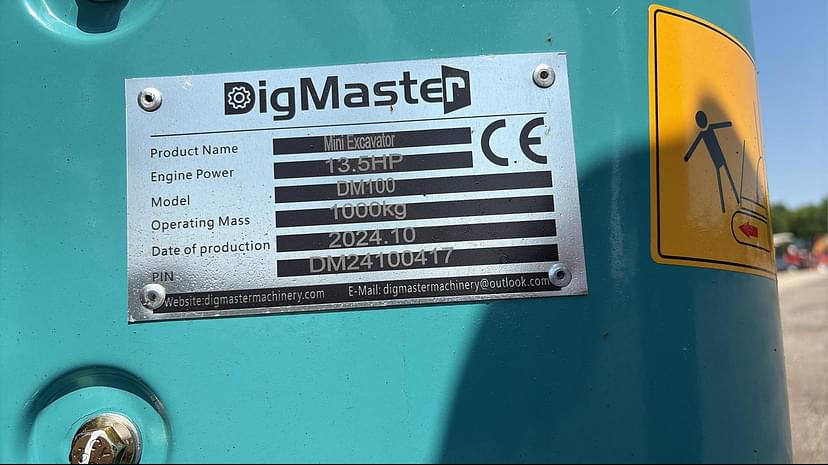 DigMaster
CE
Product Name Mini Excavator
Engine Power 13.5HP
Model DM100
Operating Mass 1000kg
Date of production 2024.10
PIN DM24100417
Website:digmastermachinery.com E-Mail: digmastermachinery@outlook.com